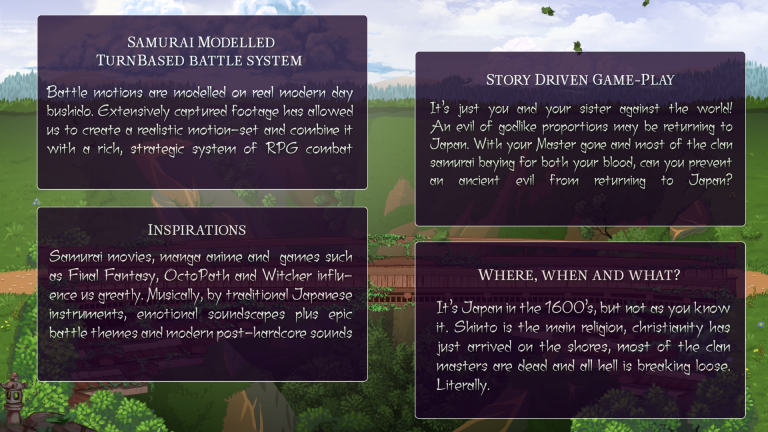 SAMURAI MODELLED
TURNBASED BATTLE SYSTEM
Battle motions are modelled on real modern day
bushido. Extensively captured footage has allowed
us to create a realistic motion-set and combine it
with a rich, strategic system of RPG combat
INSPIRATIONS
Samurai movies, manga anime and games such
as Final Fantasy, OctoPath and Witcher influ-
ence us greatly. Musically, by traditional Japanese
instruments, emotional soundscapes plus epic
battle themes and modern post-hardcore sounds
STORY DRIVEN GAME-PLAY
It's just you and your sister against the world!
An evil of godlike proportions may be returning to
Japan. With your Master gone and most of the clan
samurai baying for both your blood, can you prevent
an ancient evil from returning to Japan?
WHERE, WHEN AND WHAT?
It's Japan in the 1600's, but not as you know
it. Shinto is the main religion, christianity has
just arrived on the shores, most of the clan
masters are dead and all hell is breaking loose.
Literally.